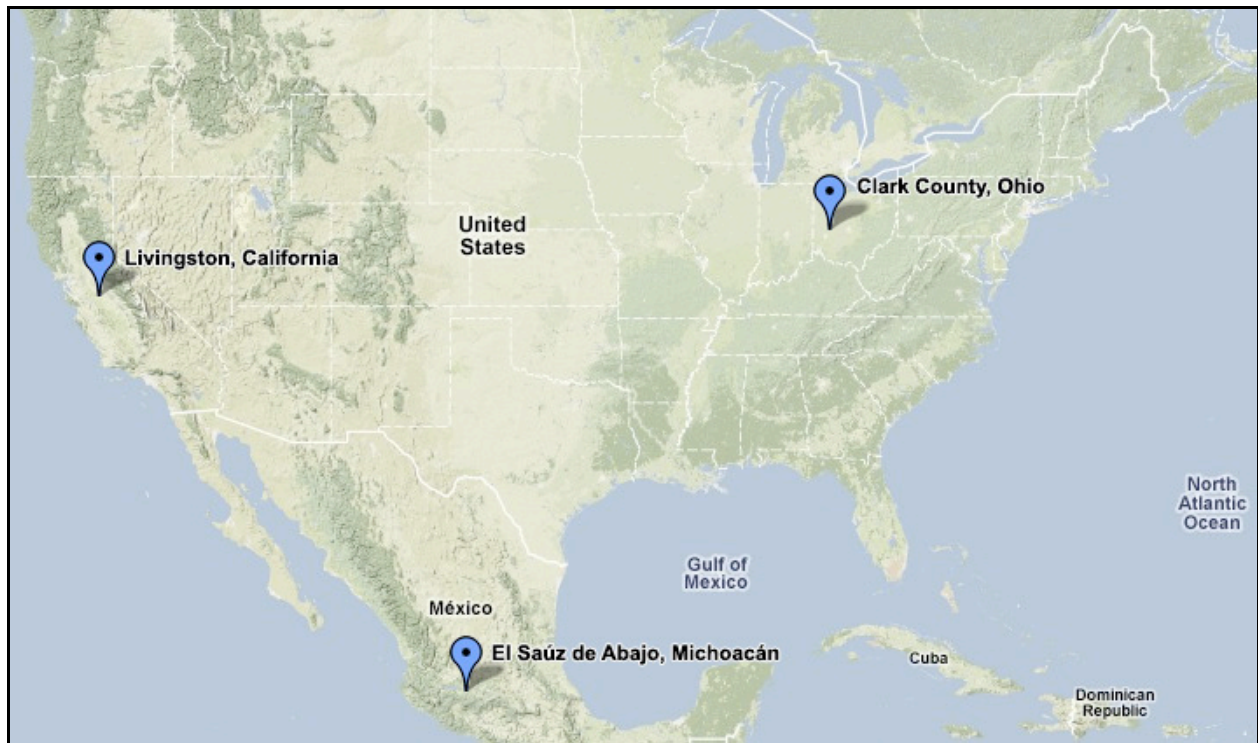 Clark County, Ohio
United
States
Livingston, California
North
Atlantic
Ocean
Gulf of
Mexico
México
El Saúz de Abajo, Michoacán
Cuba
Dominican
Republic